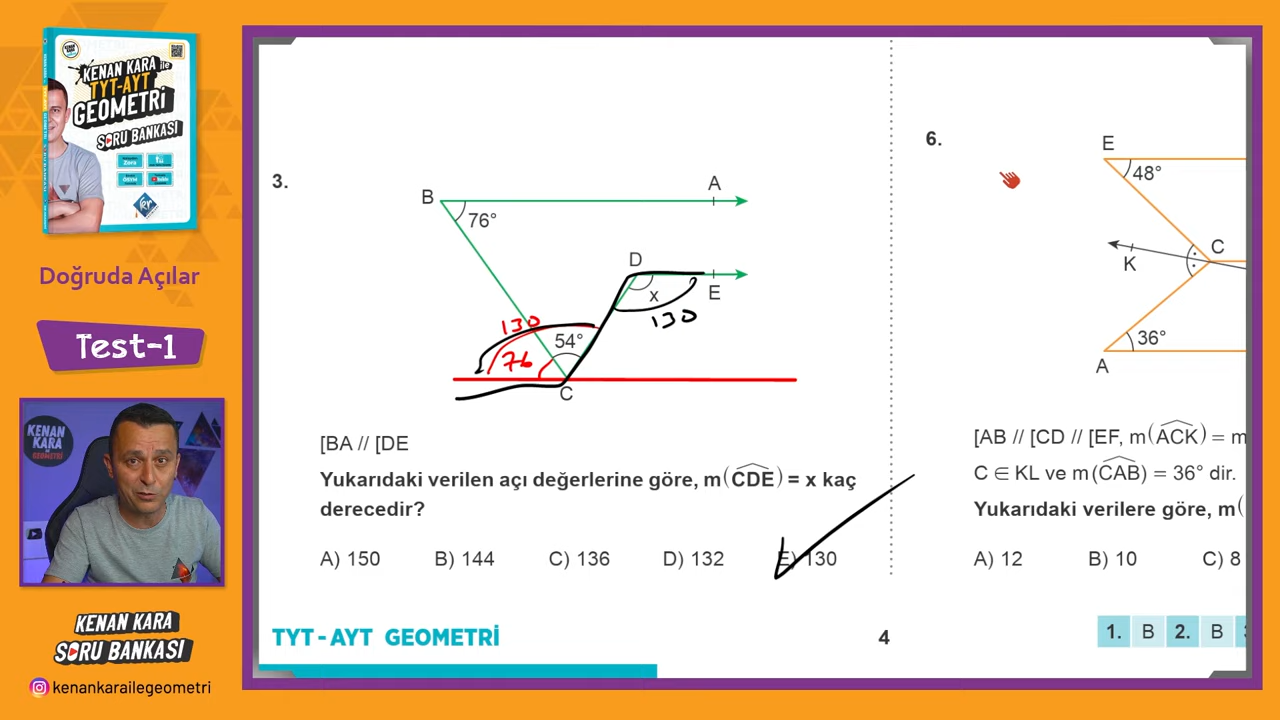 KENAN KARA ile
TYT-AYT
GEOMETRİ
SORU BANKASI
Doğruda Açılar
Test-1
KENAN KARA
GEOMETRİ
KENAN KARA
SORU BANKASI
kenankarailegeometri
3.
B
A
76°
D
E
x
130
130
54°
76
C
[BA // [DE
Yukarıdaki verilen açı değerlerine göre, m(CDE) = x kaç
derecedir?
A) 150 B) 144 C) 136 D) 132 E) 130
TYT - AYT GEOMETRİ
4
6.
E
48°
C
K
36°
A
[AB // [CD // [EF, m(ACK) = m
C ∈ KL ve m(CAB) = 36° dir.
Yukarıdaki verilere göre, m(
A) 12 B) 10 C) 8
1. B 2. B 3